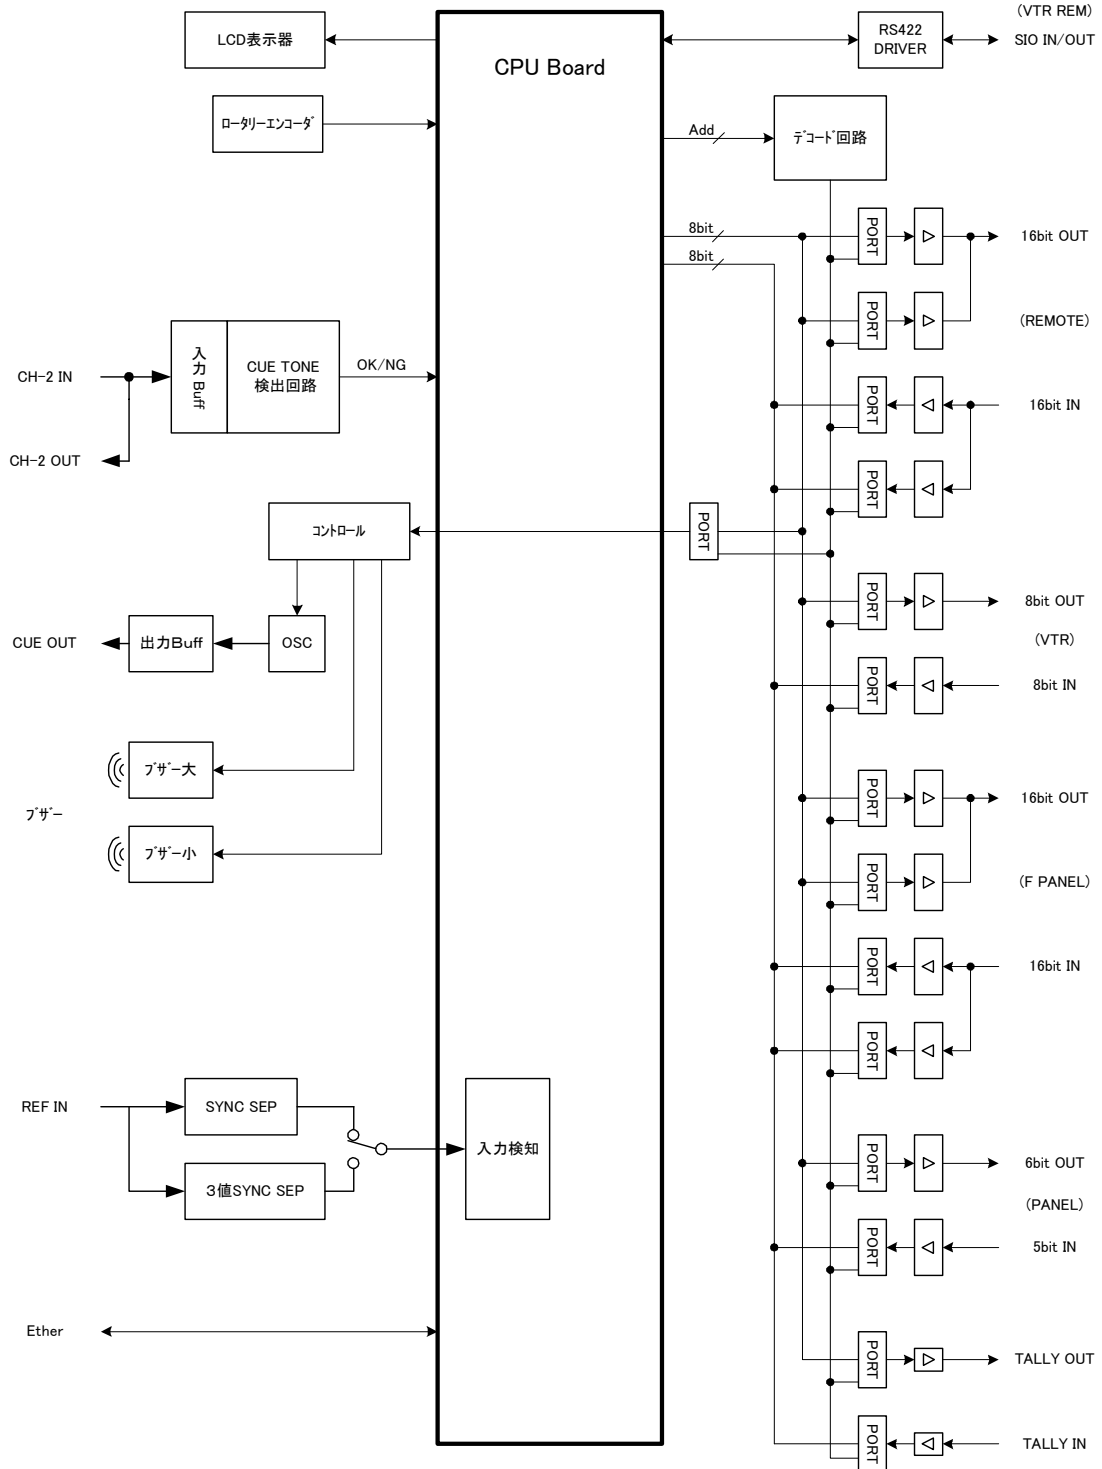 (VTR REM)
LCD表示器
CPU Board
RS422
DRIVER
SIO IN/OUT
ﾛｰﾀﾘｰｴﾝｺｰﾀﾞ
Add
ﾃﾞｺｰﾄﾞ回路
8bit
8bit
PORT
16bit OUT
PORT
(REMOTE)
CH-2 IN
入力 Buff
CUE TONE
検出回路
OK/NG
PORT
16bit IN
CH-2 OUT
PORT
ｺﾝﾄﾛｰﾙ
PORT
PORT
8bit OUT
CUE OUT
出力Buff
OSC
(VTR)
PORT
8bit IN
ﾌﾞｻﾞｰ大
ﾌﾞｻﾞｰ
PORT
16bit OUT
ﾌﾞｻﾞｰ小
PORT
(F PANEL)
PORT
16bit IN
PORT
REF IN
SYNC SEP
入力検知
3値SYNC SEP
PORT
6bit OUT
(PANEL)
PORT
5bit IN
Ether
PORT
TALLY OUT
PORT
TALLY IN